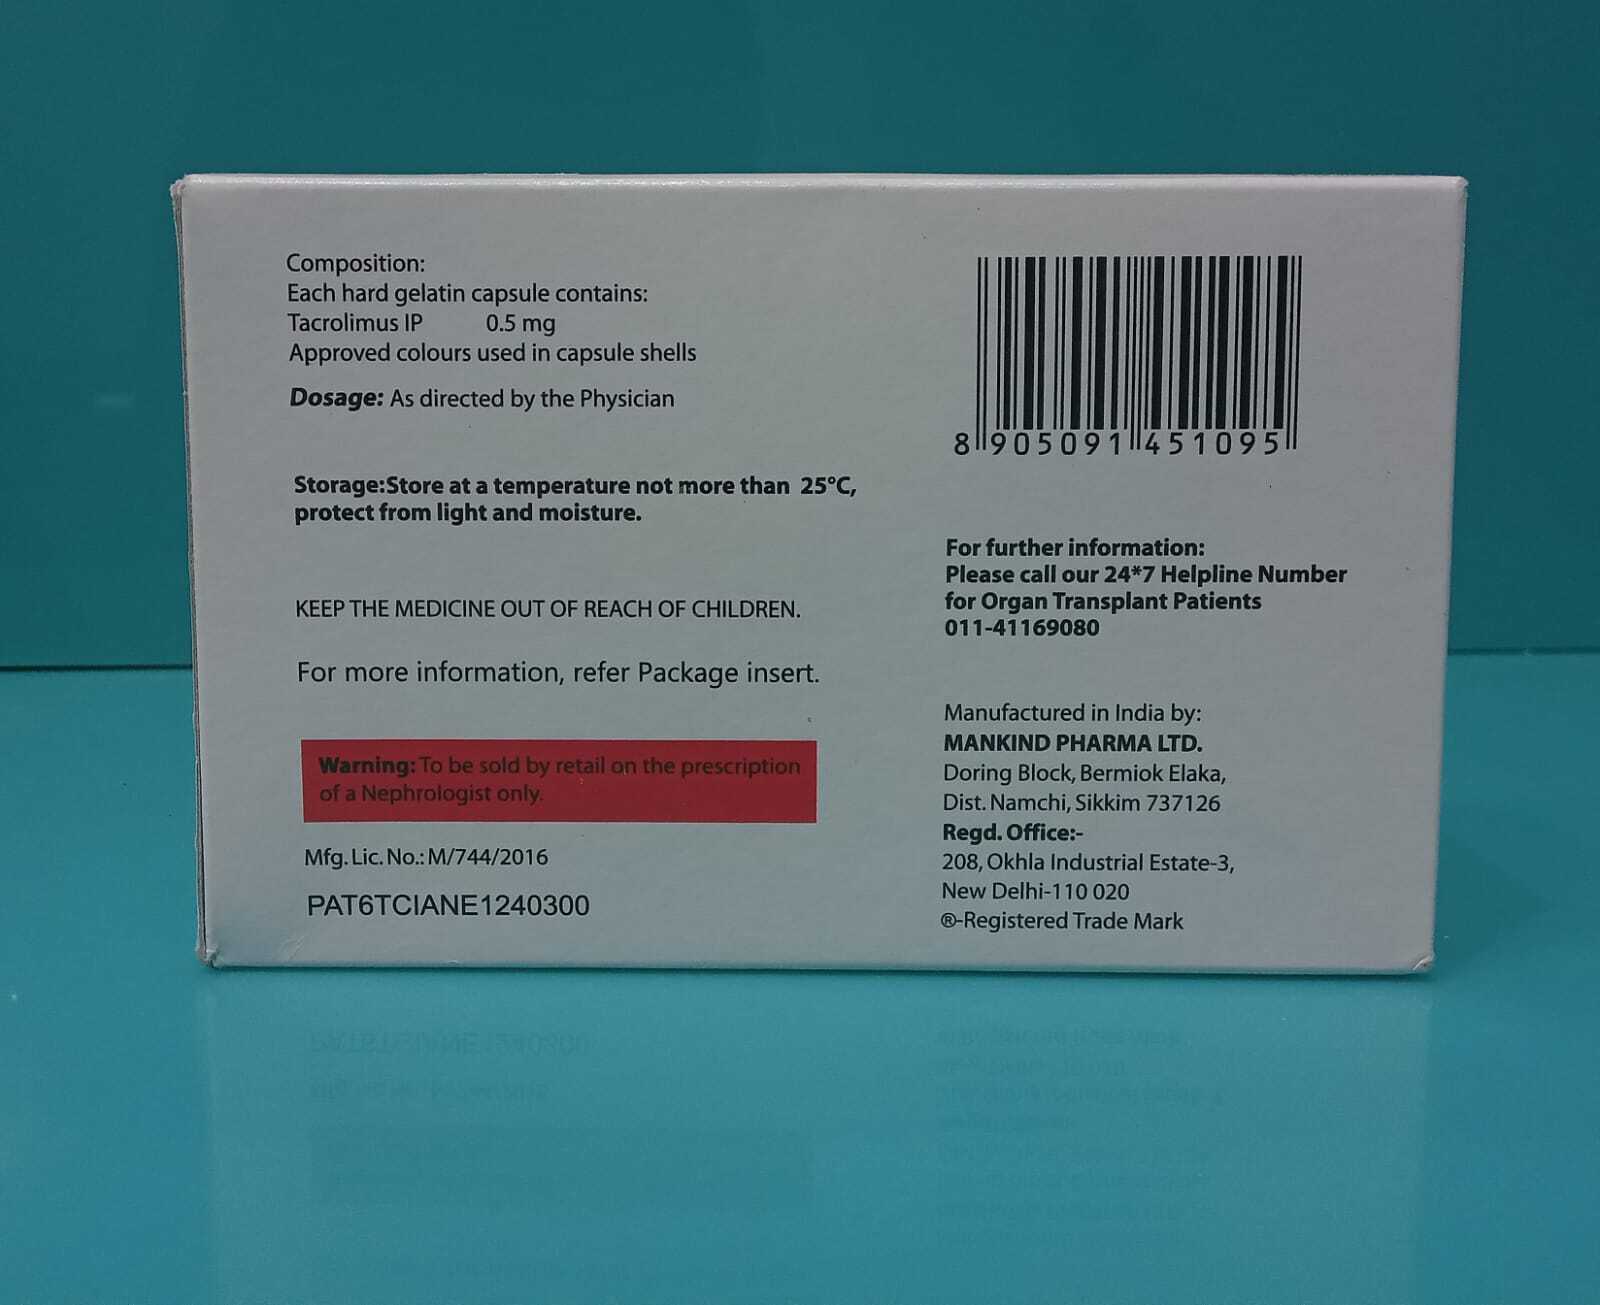 Composition:
Each hard gelatin capsule contains:
Tacrolimus IP 0.5 mg
Approved colours used in capsule shells
Dosage: As directed by the Physician
Storage:Store at a temperature not more than 25°C,
protect from light and moisture.
KEEP THE MEDICINE OUT OF REACH OF CHILDREN.
For more information, refer Package insert.
Warning: To be sold by retail on the prescription
of a Nephrologist only.
Mfg. Lic. No.: M/744/2016
PAT6TCIANE1240300
8 905091 451095
For further information:
Please call our 24*7 Helpline Number
for Organ Transplant Patients
011-41169080
Manufactured in India by:
MANKIND PHARMA LTD.
Doring Block, Bermiok Elaka,
Dist. Namchi, Sikkim 737126
Regd. Office:-
208, Okhla Industrial Estate-3,
New Delhi-110 020
®-Registered Trade Mark